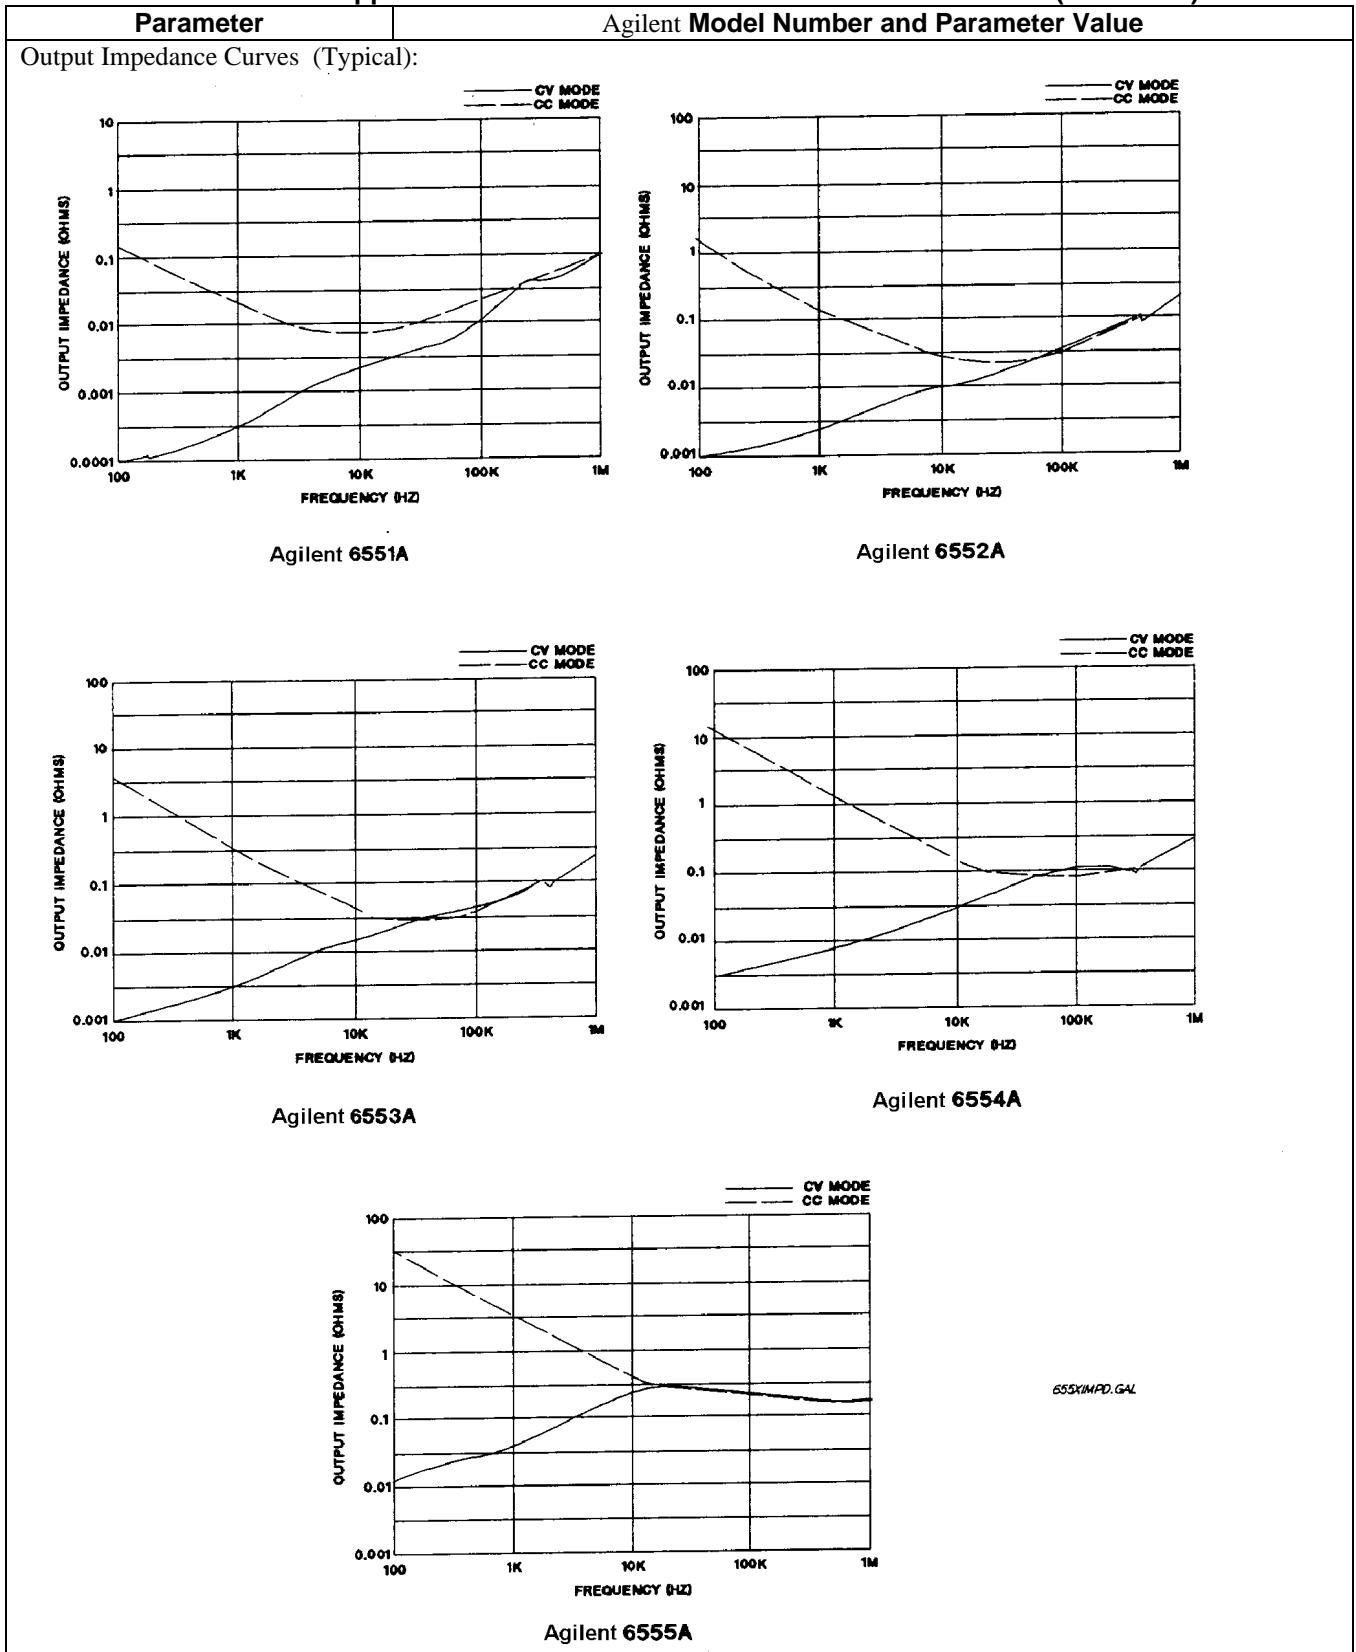 Parameter
Agilent Model Number and Parameter Value
Output Impedance Curves (Typical):
CV MODE
CC MODE
10
1
0.1
0.01
0.001
0.0001
OUTPUT IMPEDANCE (OHMS)
100
1K
10K
100K
1M
FREQUENCY (HZ)
Agilent 6551A
CV MODE
CC MODE
100
10
1
0.1
0.01
0.001
OUTPUT IMPEDANCE (OHMS)
100
1K
10K
100K
1M
FREQUENCY (HZ)
Agilent 6552A
CV MODE
CC MODE
100
10
1
0.1
0.01
0.001
OUTPUT IMPEDANCE (OHMS)
100
1K
10K
100K
1M
FREQUENCY (HZ)
Agilent 6553A
CV MODE
CC MODE
100
10
1
0.1
0.01
0.001
OUTPUT IMPEDANCE (OHMS)
100
1K
10K
100K
1M
FREQUENCY (HZ)
Agilent 6554A
CV MODE
CC MODE
100
10
1
0.1
0.01
0.001
OUTPUT IMPEDANCE (OHMS)
100
1K
10K
100K
1M
FREQUENCY (HZ)
655XIMPD.GAL
Agilent 6555A